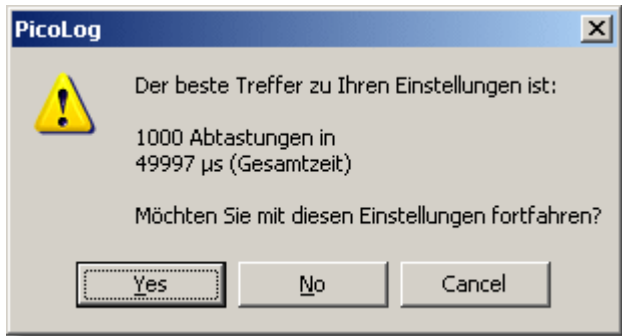 PicoLog
Der beste Treffer zu Ihren Einstellungen ist:
1000 Abtastungen in
49997 µs (Gesamtzeit)
Möchten Sie mit diesen Einstellungen fortfahren?
Yes No Cancel